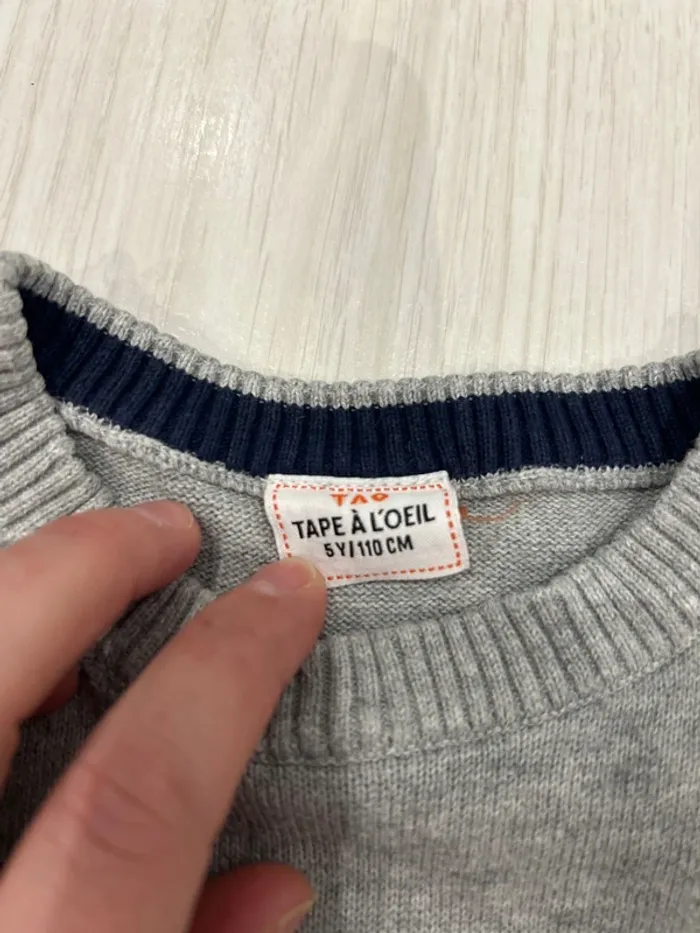 TAO
TAPE À L'OEIL
5Y/110 CM